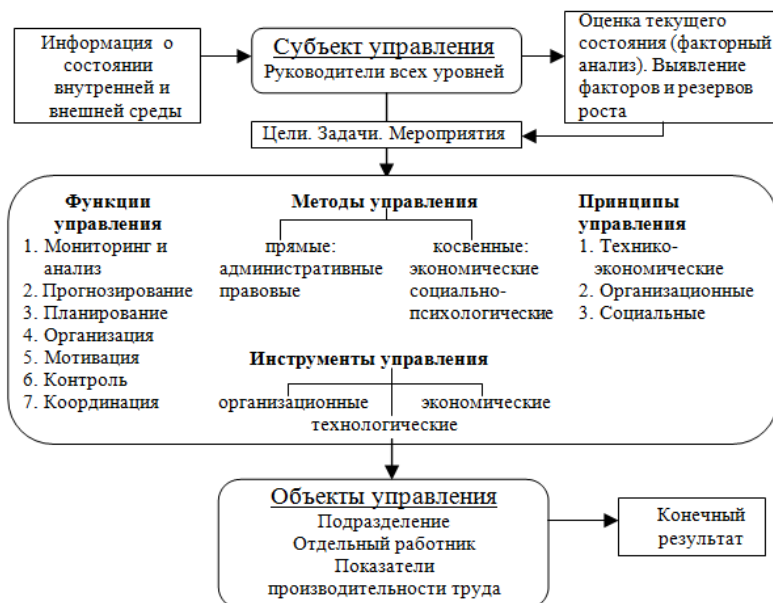 Информация о
состоянии
внутренней и
внешней среды
Субъект управления
Руководители всех уровней
Оценка текущего
состояния (факторный
анализ). Выявление
факторов и резервов
роста
Цели. Задачи. Мероприятия
Функции
управления
1. Мониторинг и
анализ
2. Прогнозирование
3. Планирование
4. Организация
5. Мотивация
6. Контроль
7. Координация
Методы управления
прямые:
административные
правовые
косвенные:
экономические
социально-
психологические
Инструменты управления
организационные
экономические
технологические
Принципы
управления
1. Технико-
экономические
2. Организационные
3. Социальные
Объекты управления
Подразделение
Отдельный работник
Показатели
производительности труда
Конечный
результат